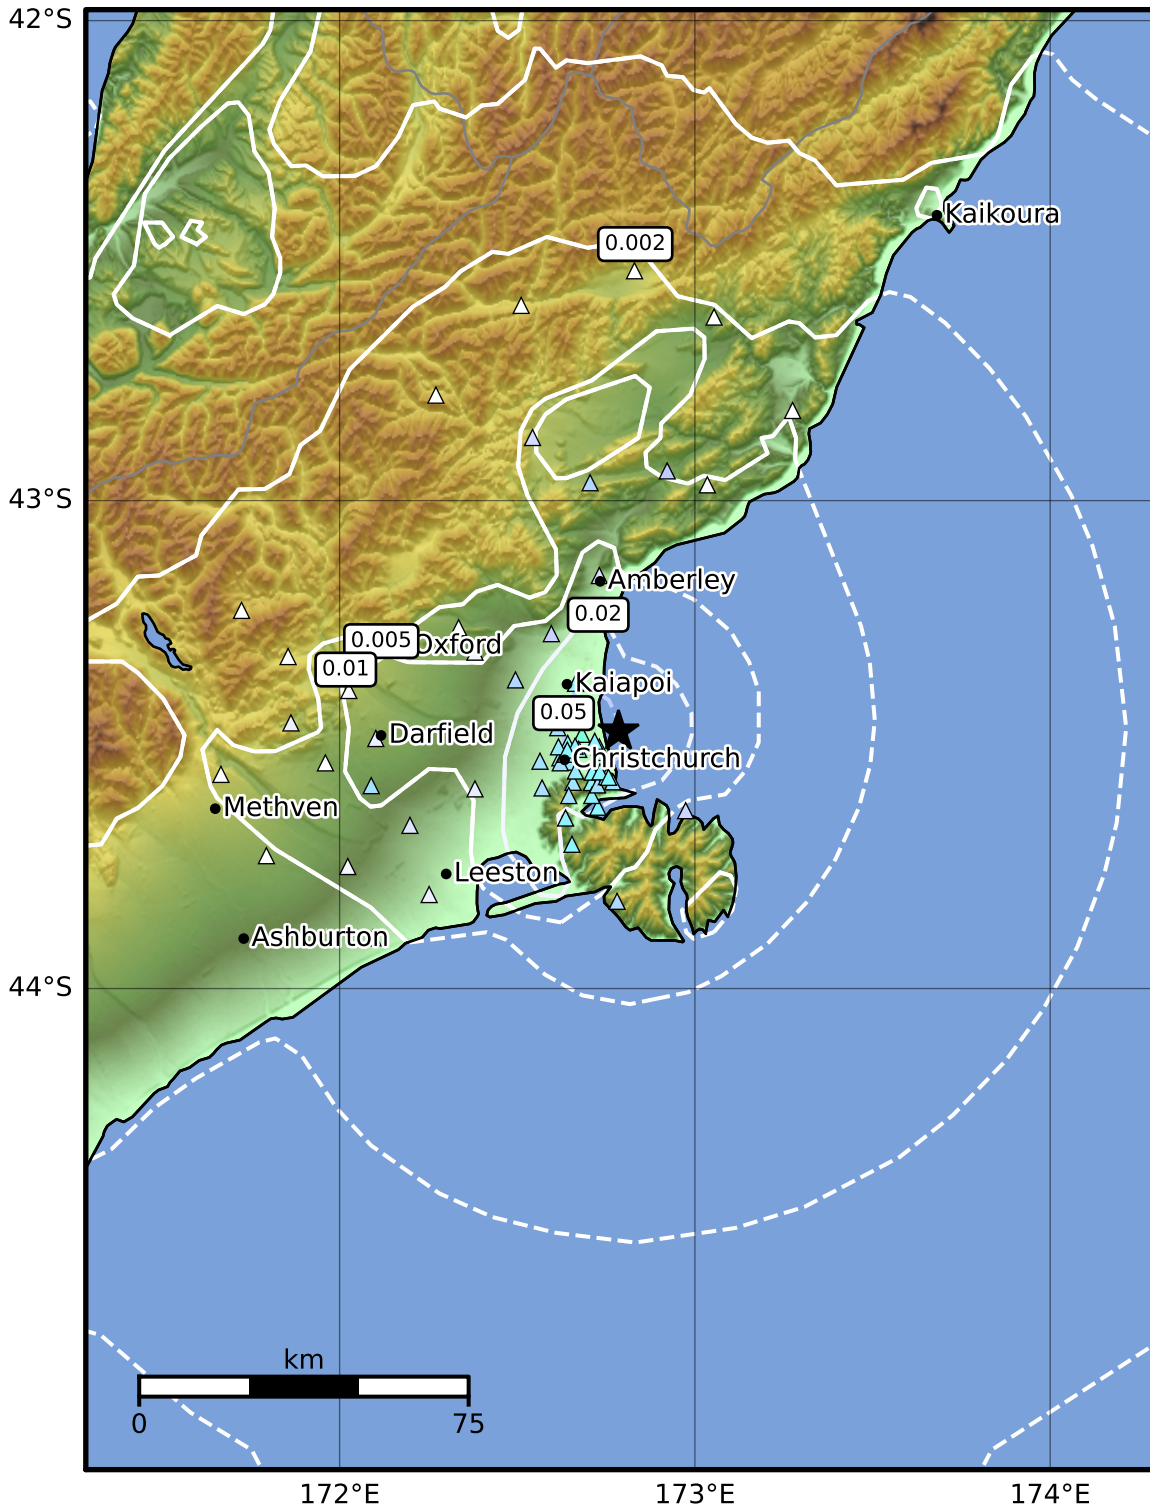 42°S
Kaikoura
0.002
43°S
Amberley
0.02
0.005
Oxford
0.01
Kaiapoi
0.05
Darfield
Christchurch
Methven
Leeston
Ashburton
44°S
km
0
75
172°E
173°E
174°E